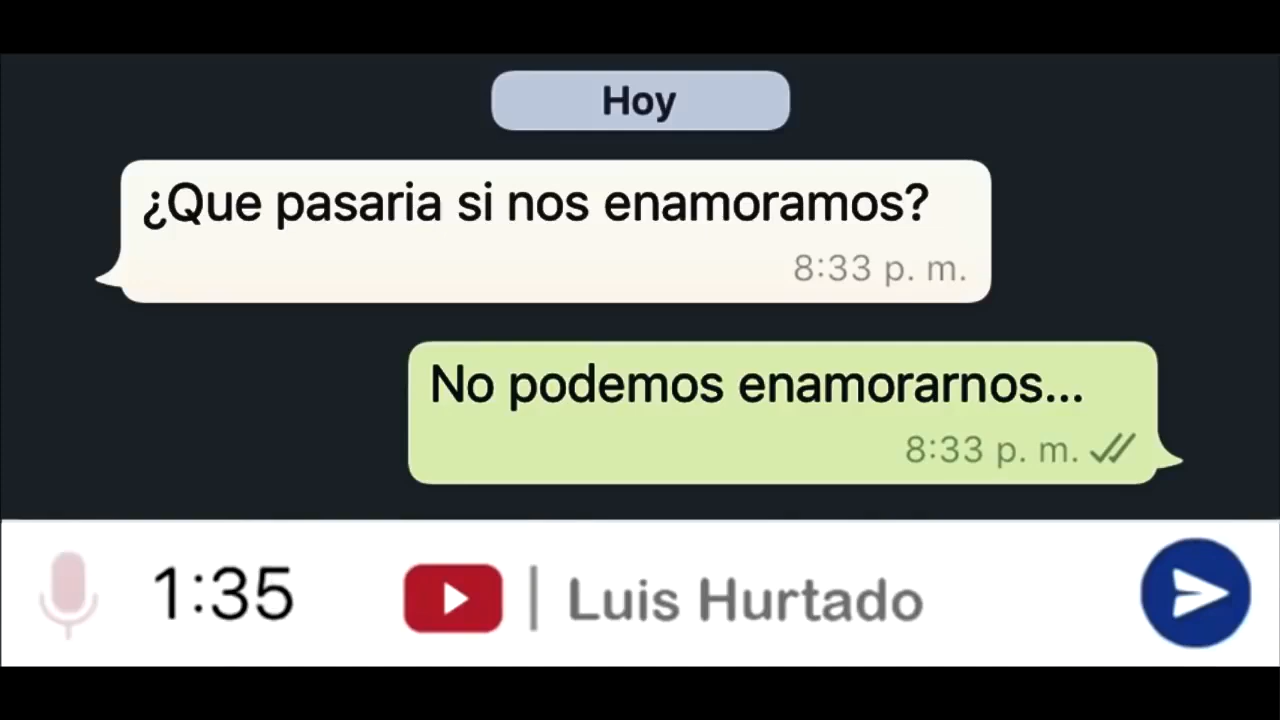 Hoy
¿Que pasaria si nos enamoramos?
8:33 p. m.
No podemos enamorarnos...
8:33 p. m.
1:35 | Luis Hurtado